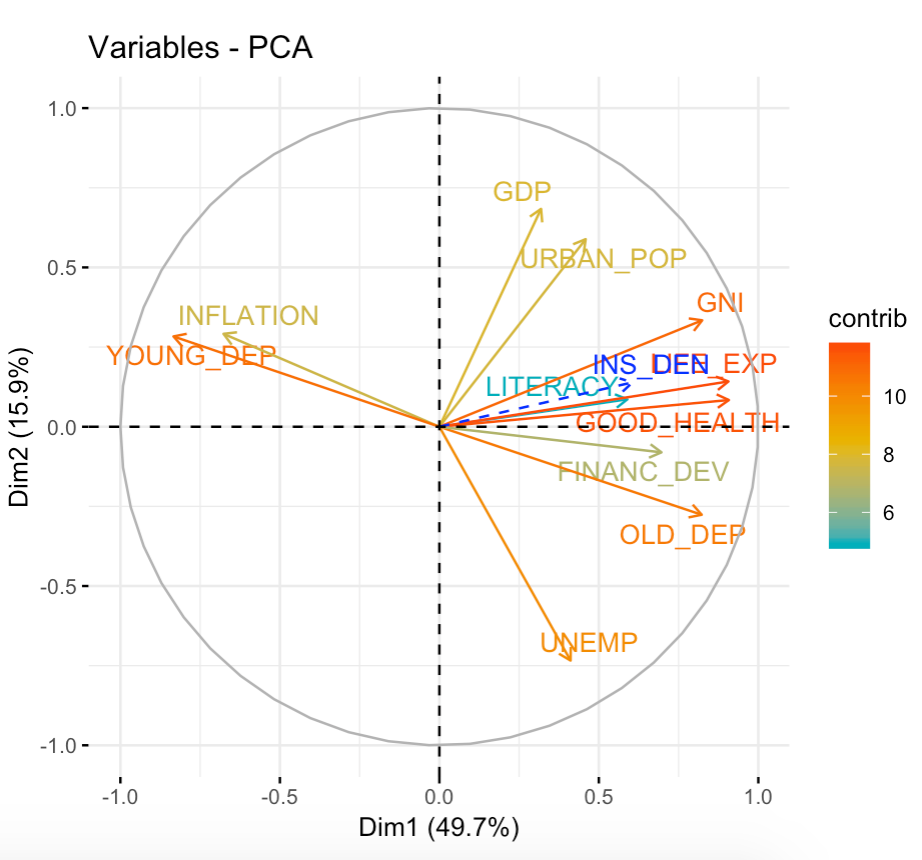 Variables - PCA
1.0
GDP
URBAN_POP
0.5
GNI
INFLATION
contrib
YOUNG_DEP
INS_DEN
LIFE_EXP
LITERACY
10
0.0
GOOD_HEALTH
8
FINANC_DEV
6
OLD_DEP
-0.5
UNEMP
-1.0
-1.0
-0.5
0.0
0.5
1.0
Dim1 (49.7%)
Dim2 (15.9%)